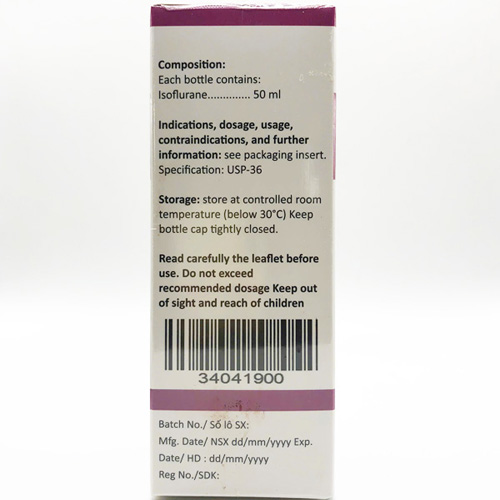 Composition:
Each bottle contains:
Isoflurane.............. 50 ml
Indications, dosage, usage,
contraindications, and further
information: see packaging insert.
Specification: USP-36
Storage: store at controlled room
temperature (below 30°C) Keep
bottle cap tightly closed.
Read carefully the leaflet before
use. Do not exceed
recommended dosage Keep out
of sight and reach of children
34041900
Batch No./ Số lô SX:
Mfg. Date/ NSX dd/mm/yyyy Exp.
Date/ HD : dd/mm/yyyy
Reg No./SDK: